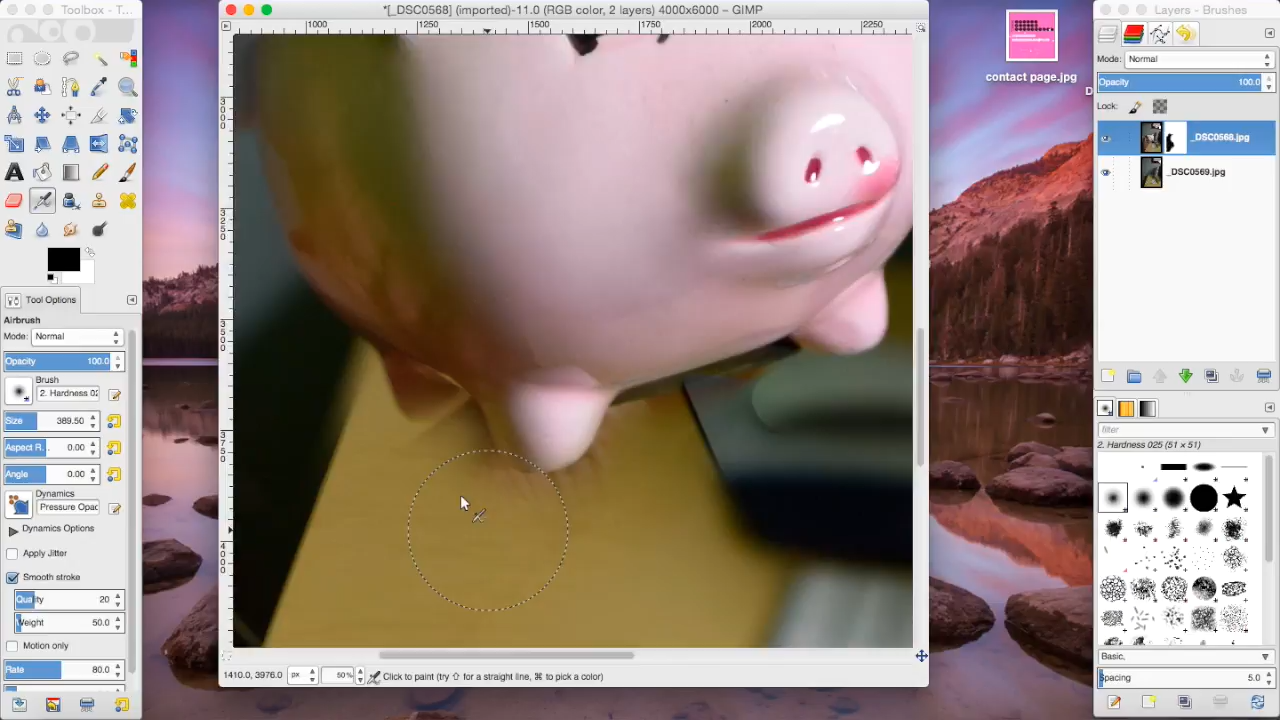 Toolbox - T...
*[_DSC0568] (imported)-11.0 (RGB color, 2 layers) 4000x6000 – GIMP
Layers - Brushes
1000
1250
1500
1750
2000
2250
3000
3250
3500
3750
4000
contact page.jpg
D
Mode: Normal
Opacity 100.0
Lock:
_DSC0568.jpg
_DSC0569.jpg
Tool Options
Airbrush
Mode: Normal
Opacity 100.0
Brush
2. Hardness 02
Size 389.50
Aspect R. 0.00
Angle 0.00
Dynamics
Pressure Opac
Dynamics Options
Apply Jitter
Smooth stroke
20
50.0
Motion only
Rate 80.0
filter
2. Hardness 025 (51 × 51)
Basic,
Spacing 5.0
1410.0, 3976.0 px 50% Click to paint (try ⇧ for a straight line, ⌘ to pick a color)